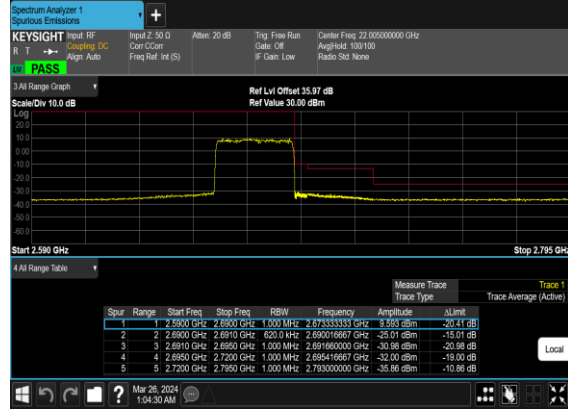 Spectrum Analyzer 1
Spurious Emissions
KEYSIGHT Input: RF Input Z: 50 Ω Atten: 20 dB Trig: Free Run Center Freq: 22.005000000 GHz
R T Coupling: DC Corr CCorr Gate: Off Avg|Hold: 100/100
Align: Auto Freq Ref: Int (S) IF Gain: Low Radio Std: None
PASS
3 All Range Graph
Ref Lvl Offset 35.97 dB
Scale/Div 10.0 dB Ref Value 30.00 dBm
Log
20.0
10.0
0.00
-10.0
-20.0
-30.0
-40.0
-50.0
-60.0
Start 2.590 GHz Stop 2.795 GHz
4 All Range Table
Measure Trace Trace 1
Trace Type Trace Average (Active)
Spur Range Start Freq Stop Freq RBW Frequency Amplitude ΔLimit
1 1 2.5900 GHz 2.6900 GHz 1.000 MHz 2.673333333 GHz 9.593 dBm -20.41 dB
2 2 2.6900 GHz 2.6910 GHz 620.0 kHz 2.690016667 GHz -25.01 dBm -15.01 dB
3 3 2.6910 GHz 2.6950 GHz 1.000 MHz 2.691660000 GHz -30.98 dBm -20.98 dB
4 4 2.6950 GHz 2.7200 GHz 1.000 MHz 2.695416667 GHz -32.00 dBm -19.00 dB
5 5 2.7200 GHz 2.7950 GHz 1.000 MHz 2.793000000 GHz -35.86 dBm -10.86 dB
Local
Mar 26, 2024
1:04:30 AM